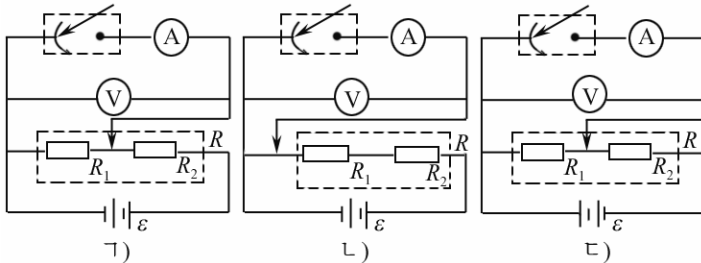 A A A
V V V
R R R
R₁ R₂ R₁ R₂ R₁ R₂
ε ε ε
ㄱ) ㄴ) ㄷ)